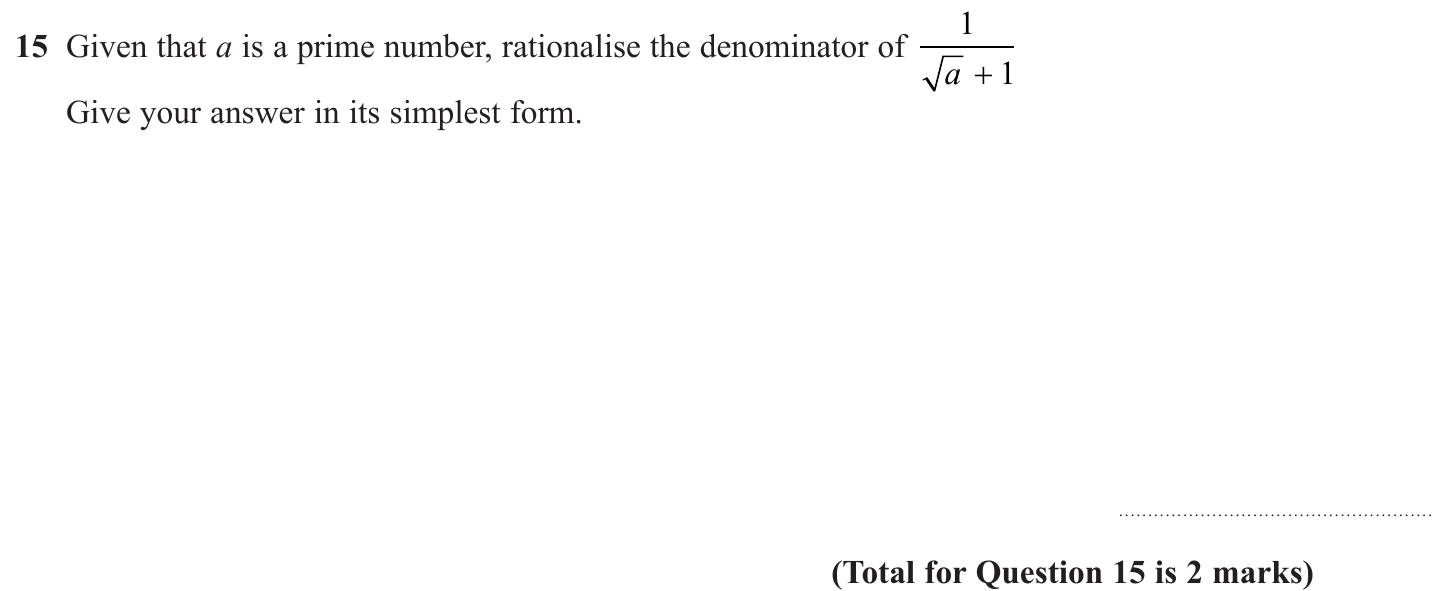 15 Given that a is a prime number, rationalise the denominator of \frac{1}{\sqrt{a} + 1}
Give your answer in its simplest form.
(Total for Question 15 is 2 marks)